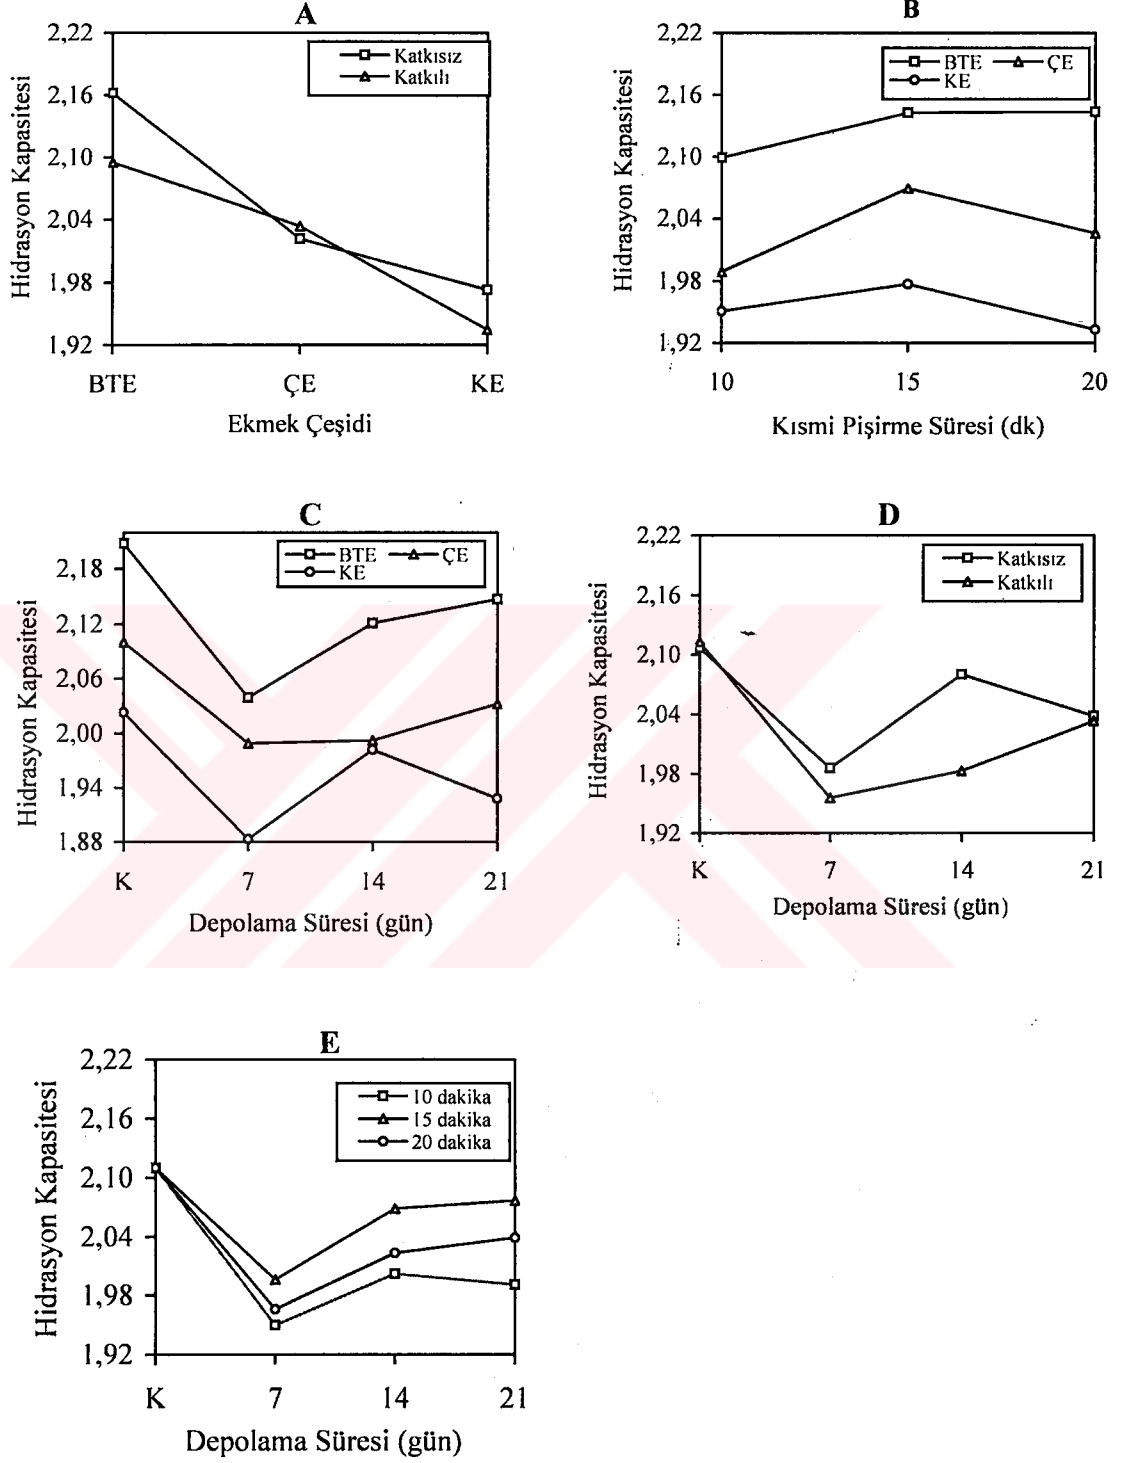 A
2,22
2,16
2,10
2,04
1,98
1,92
Hidrasyon Kapasitesi
Katkısız
Katkılı
BTE ÇE KE
Ekmek Çeşidi
B
2,22
2,16
2,10
2,04
1,98
1,92
Hidrasyon Kapasitesi
BTE ÇE
KE
10 15 20
Kısmi Pişirme Süresi (dk)
C
2,18
2,12
2,06
2,00
1,94
1,88
Hidrasyon Kapasitesi
BTE ÇE
KE
K 7 14 21
Depolama Süresi (gün)
D
2,22
2,16
2,10
2,04
1,98
1,92
Hidrasyon Kapasitesi
Katkısız
Katkılı
K 7 14 21
Depolama Süresi (gün)
E
2,22
2,16
2,10
2,04
1,98
1,92
Hidrasyon Kapasitesi
10 dakika
15 dakika
20 dakika
K 7 14 21
Depolama Süresi (gün)